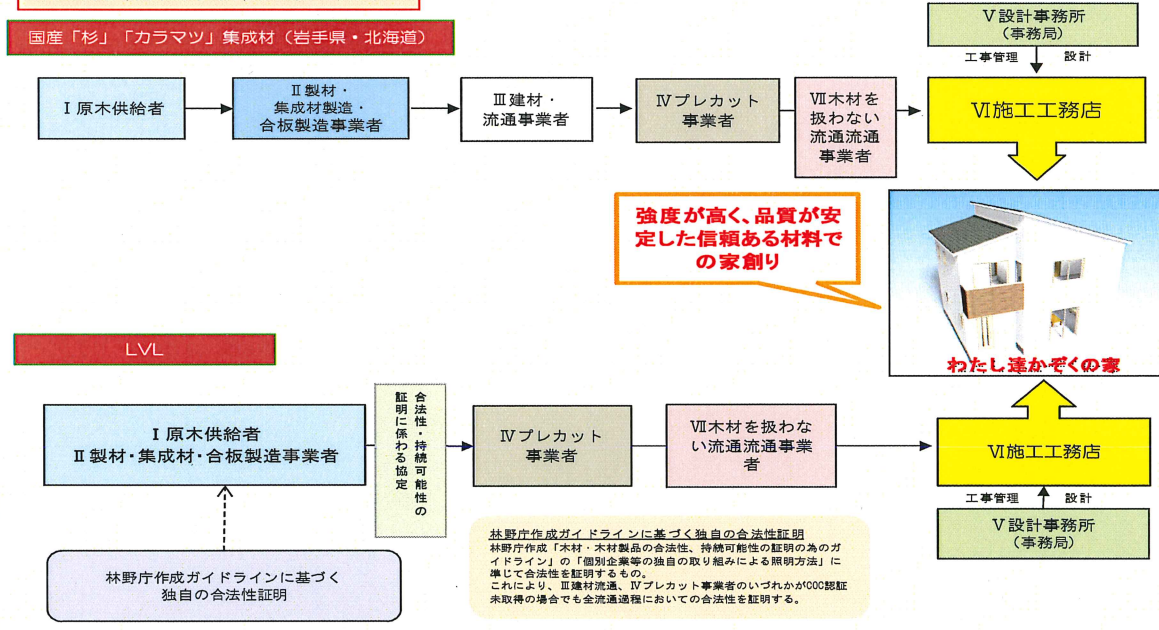 国産「杉」「カラマツ」集成材（岩手県・北海道）
Ⅴ設計事務所
（事務局）
工事管理
設計
Ⅰ原木供給者
Ⅱ製材・
集成材製造・
合板製造事業者
Ⅲ建材・
流通事業者
Ⅳプレカット
事業者
Ⅶ木材を
扱わない
流通流通
事業者
Ⅵ施工工務店
強度が高く、品質が安
定した信頼ある材料で
の家創り
わたし達かぞくの家
LVL
Ⅰ原木供給者
Ⅱ製材・集成材・合板製造事業者
合法性・持続可能性の
証明に係わる協定
Ⅳプレカット
事業者
Ⅶ木材を扱わな
い流通流通事業
者
Ⅵ施工工務店
工事管理
設計
Ⅴ設計事務所
（事務局）
林野庁作成ガイドラインに基づく
独自の合法性証明
林野庁作成ガイドラインに基づく独自の合法性証明
林野庁作成「木材・木材製品の合法性、持続可能性の証明の為のガ
イドライン」の「個別企業等の独自の取り組みによる照明方法」に
準じて合法性を証明するもの。
これにより、Ⅲ建材流通、Ⅳプレカット事業者のいづれかがCOC認証
未取得の場合でも全流通過程においての合法性を証明する。